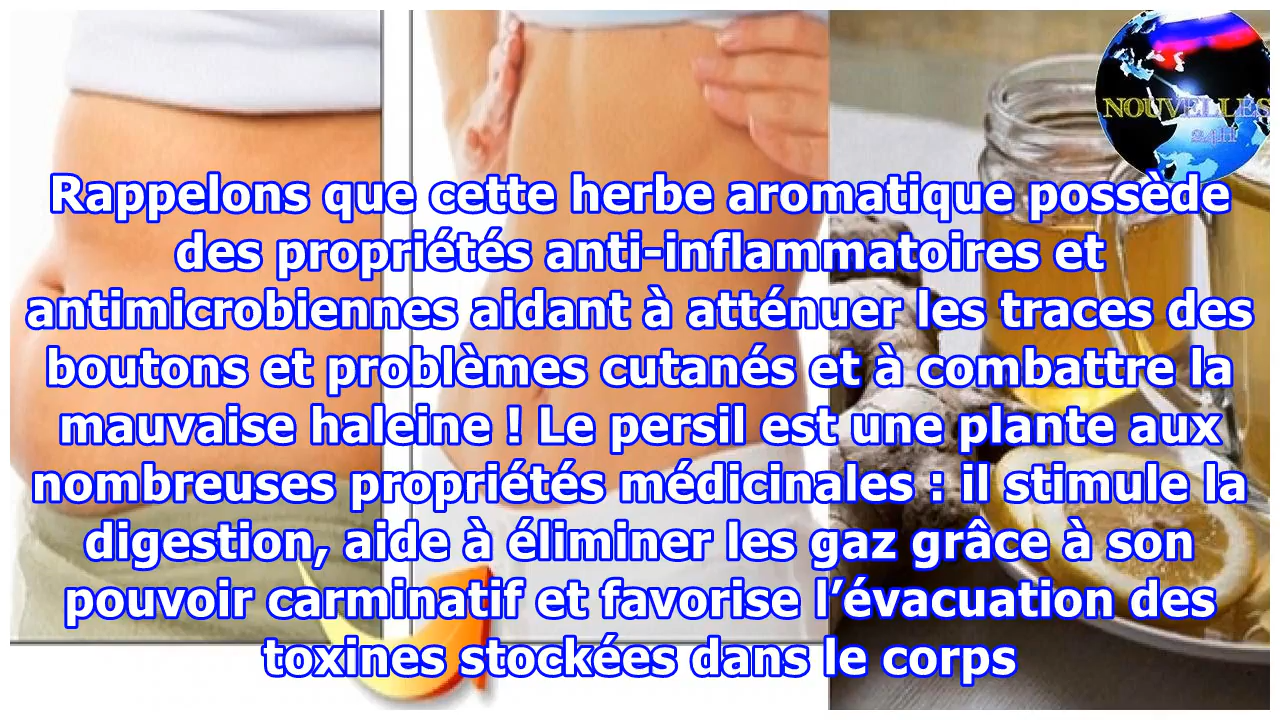 NOUVELLES
24H
Rappelons que cette herbe aromatique possède
des propriétés anti-inflammatoires et
antimicrobiennes aidant à atténuer les traces des
boutons et problèmes cutanés et à combattre la
mauvaise haleine ! Le persil est une plante aux
nombreuses propriétés médicinales : il stimule la
digestion, aide à éliminer les gaz grâce à son
pouvoir carminatif et favorise l’évacuation des
toxines stockées dans le corps